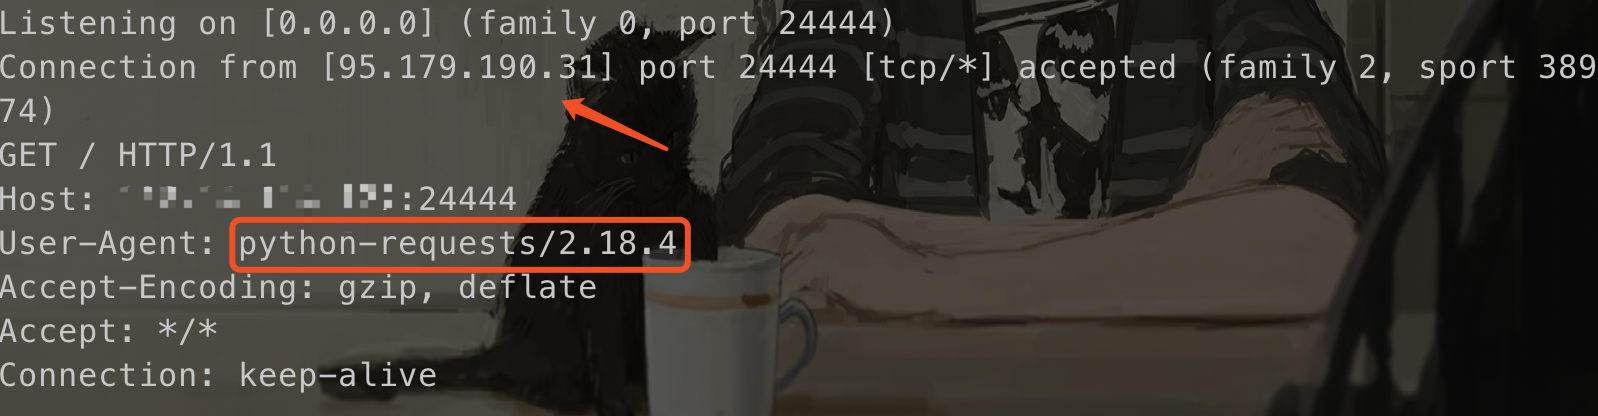 Listening on [0.0.0.0] (family 0, port 24444)
Connection from [95.179.190.31] port 24444 [tcp/*] accepted (family 2, sport 389
74)
GET / HTTP/1.1
Host: :24444
User-Agent: python-requests/2.18.4
Accept-Encoding: gzip, deflate
Accept: */*
Connection: keep-alive